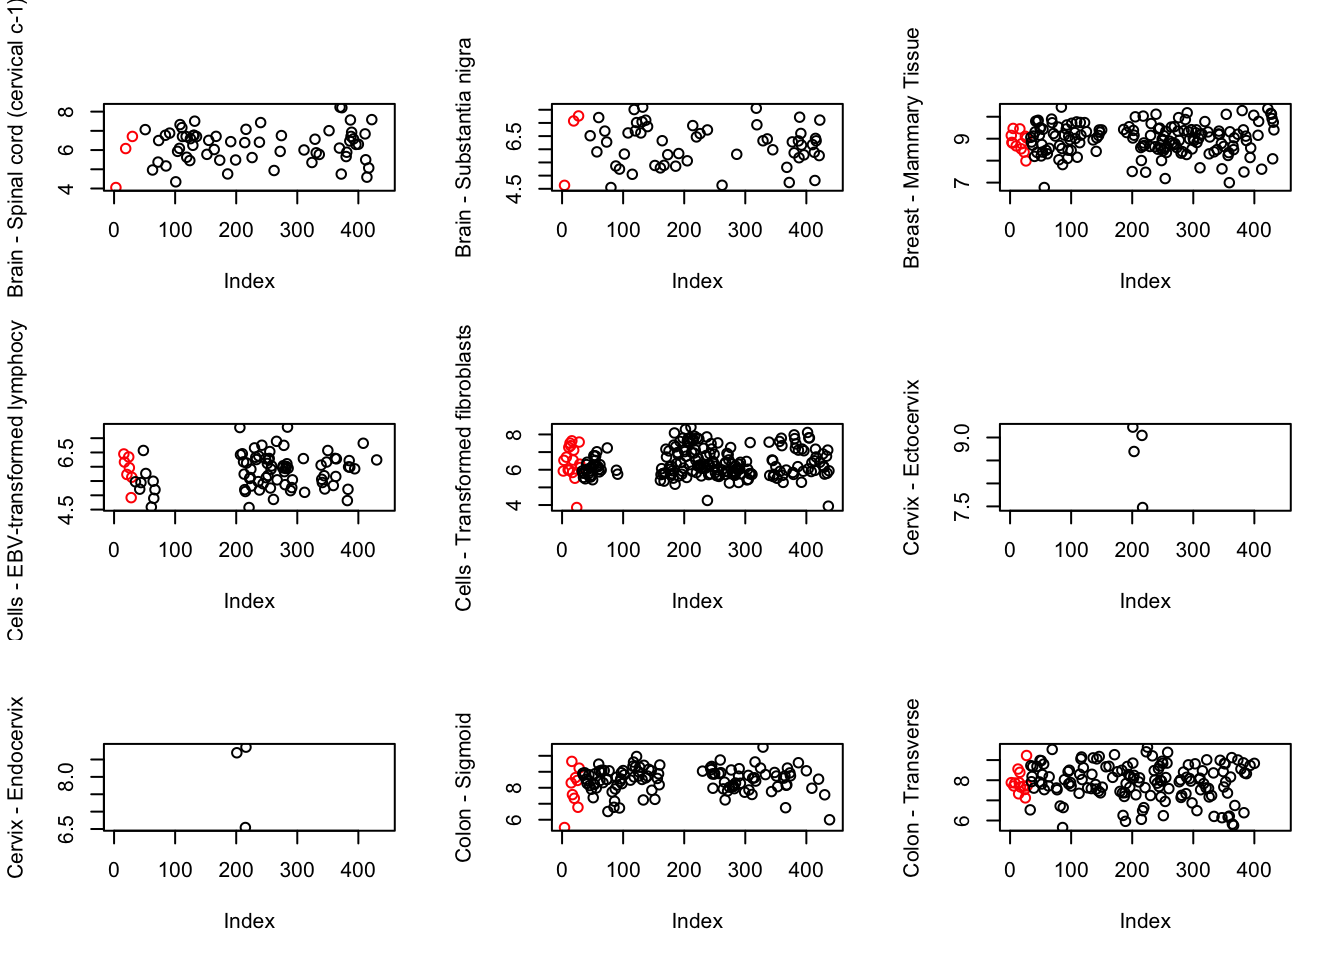 Brain - Spinal cord (cervical c-1)
4 6 8
0 100 200 300 400
Index
Brain - Substantia nigra
4.5 6.5
0 100 200 300 400
Index
Breast - Mammary Tissue
7 9
0 100 200 300 400
Index
Cells - EBV-transformed lymphocy
4.5 6.5
0 100 200 300 400
Index
Cells - Transformed fibroblasts
4 6 8
0 100 200 300 400
Index
Cervix - Ectocervix
7.5 9.0
0 100 200 300 400
Index
Cervix - Endocervix
6.5 8.0
0 100 200 300 400
Index
Colon - Sigmoid
6 8
0 100 200 300 400
Index
Colon - Transverse
6 8
0 100 200 300 400
Index